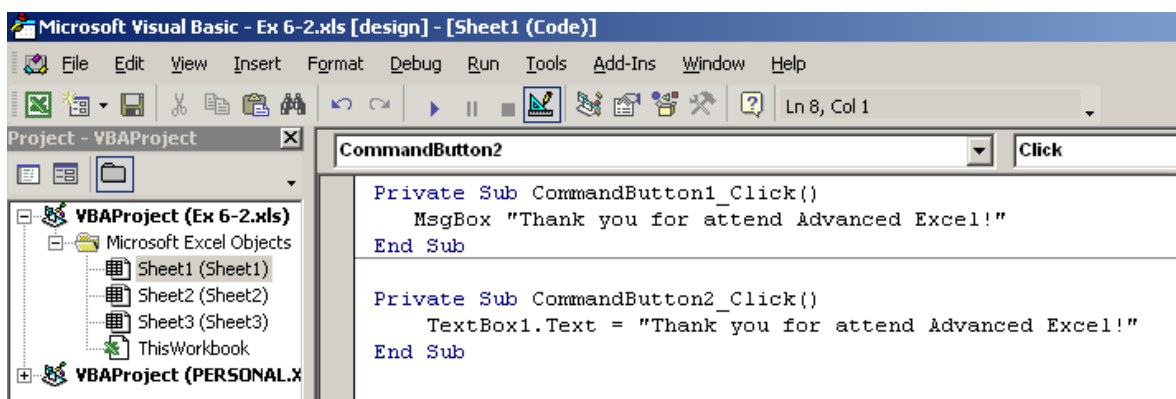 Microsoft Visual Basic - Ex 6-2.xls [design] - [Sheet1 (Code)]
File Edit View Insert Format Debug Run Tools Add-Ins Window Help
Ln 8, Col 1
Project - VBAProject
CommandButton2
Click
VBAProject (Ex 6-2.xls)
Microsoft Excel Objects
Sheet1 (Sheet1)
Sheet2 (Sheet2)
Sheet3 (Sheet3)
ThisWorkbook
VBAProject (PERSONAL.X
Private Sub CommandButton1_Click()
MsgBox "Thank you for attend Advanced Excel!"
End Sub
Private Sub CommandButton2_Click()
TextBox1.Text = "Thank you for attend Advanced Excel!"
End Sub